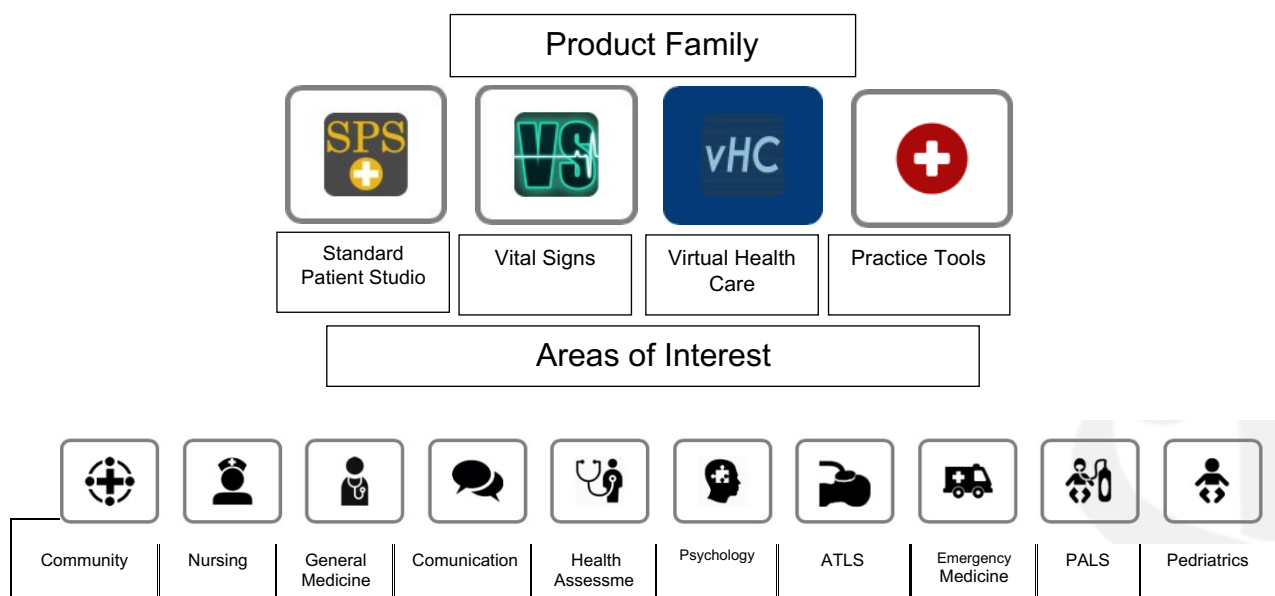 Product Family
SPS
VS
vHC
Standard
Patient Studio
Vital Signs
Virtual Health
Care
Practice Tools
Areas of Interest
Community
Nursing
General
Medicine
Comunication
Health
Assessme
Psychology
ATLS
Emergency
Medicine
PALS
Pedriatrics